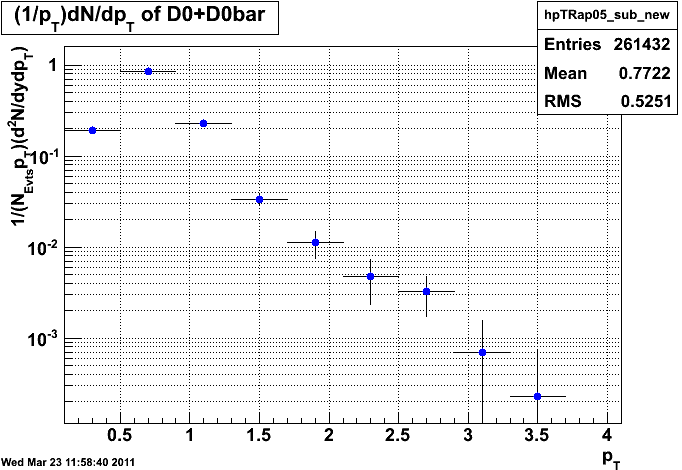 (1/p_T)dN/dp_T of D0+D0bar
hpTRap05_sub_new
Entries 261432
Mean 0.7722
RMS 0.5251
1/(N_Evts p_T)(d^2N/dydp_T)
1
10^-1
10^-2
10^-3
0.5 1 1.5 2 2.5 3 3.5 4
p_T
Wed Mar 23 11:58:40 2011